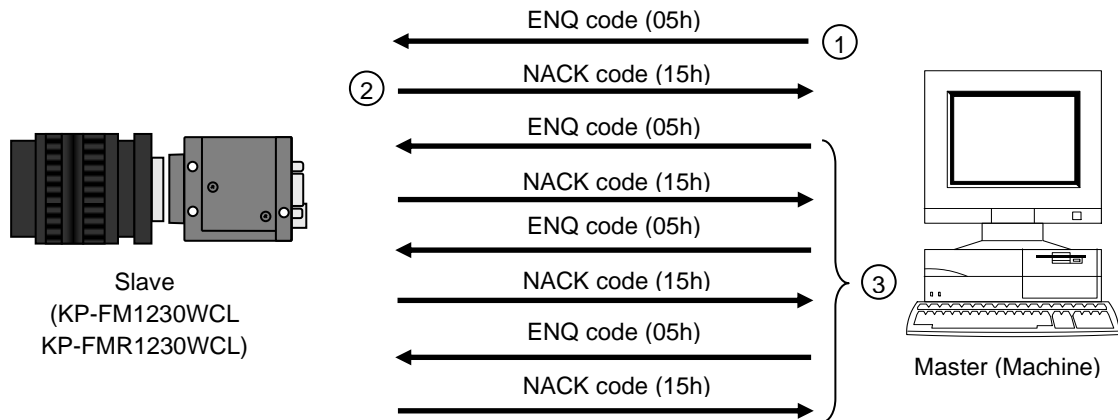 ENQ code (05h)
①
NACK code (15h)
②
ENQ code (05h)
NACK code (15h)
ENQ code (05h)
NACK code (15h)
③
ENQ code (05h)
NACK code (15h)
Slave
(KP-FM1230WCL
KP-FMR1230WCL)
Master (Machine)